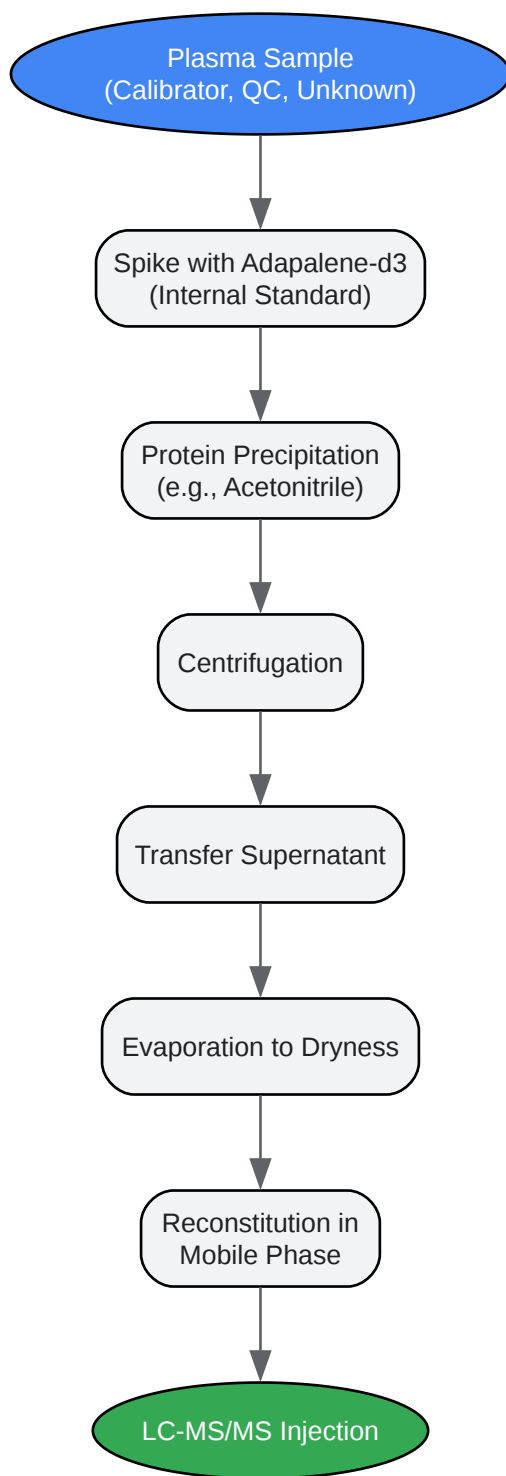 Plasma Sample
(Calibrator, QC, Unknown)
Spike with Adapalene-d3
(Internal Standard)
Protein Precipitation
(e.g., Acetonitrile)
Centrifugation
Transfer Supernatant
Evaporation to Dryness
Reconstitution in
Mobile Phase
LC-MS/MS Injection